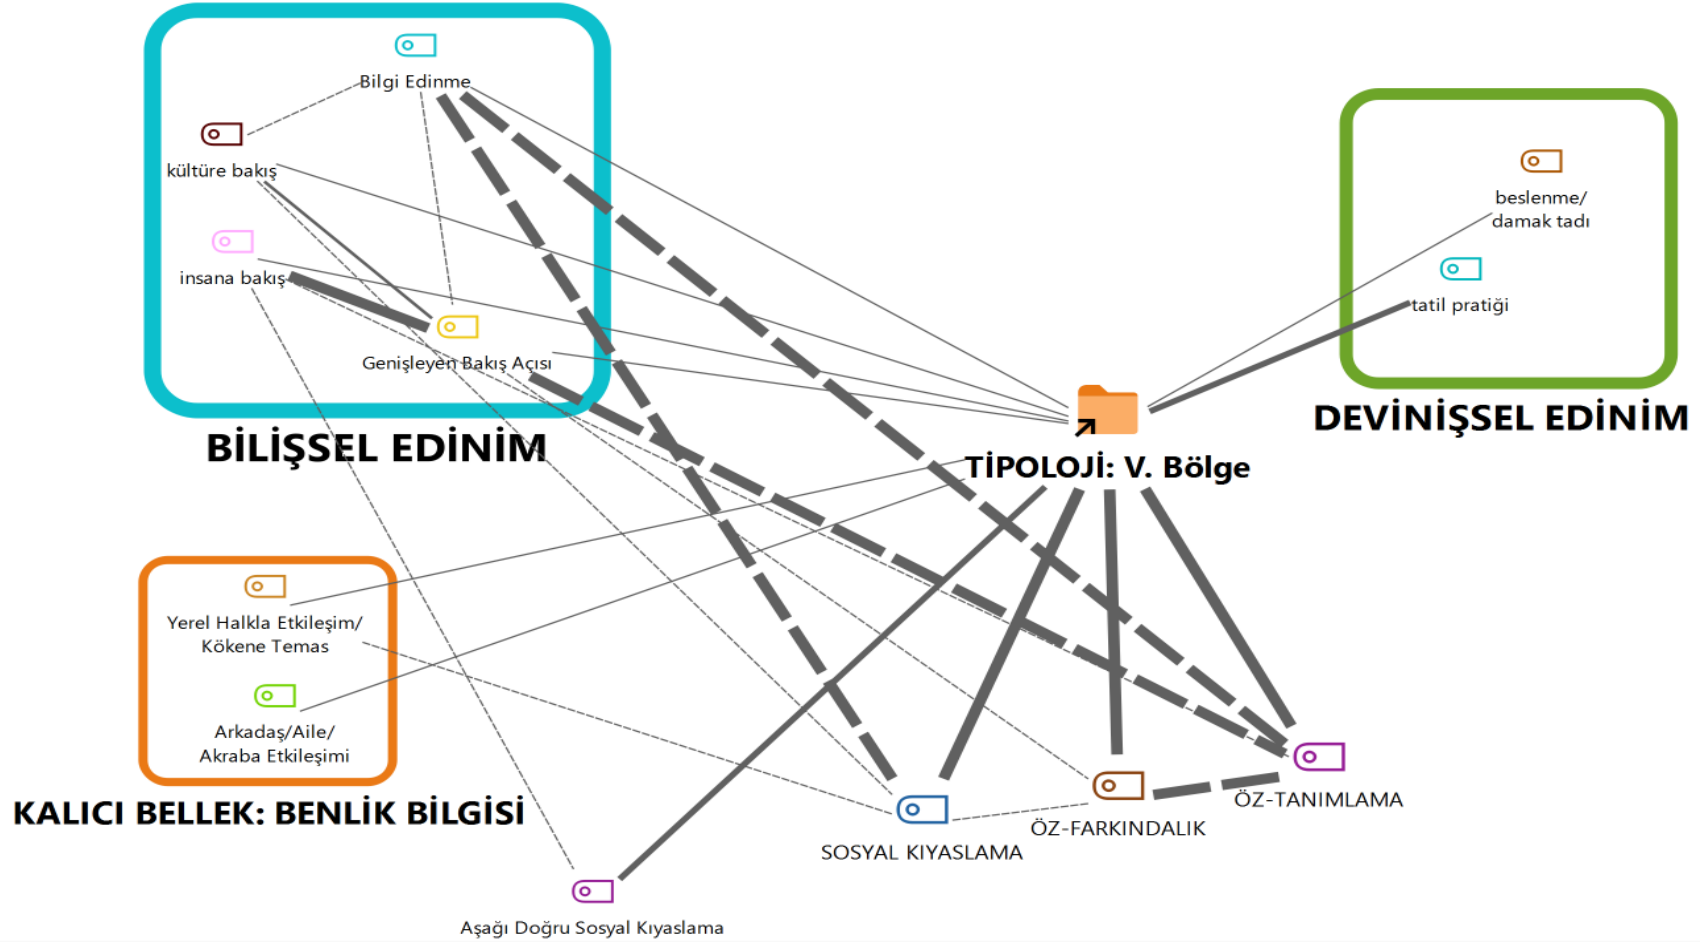 Bilgi Edinme
kültüre bakış
insana bakış
Genişleyen Bakış Açısı
BİLİŞSEL EDİNİM
beslenme/
damak tadı
tatil pratiği
DEVİNİŞSEL EDİNİM
TİPOLOJİ: V. Bölge
Yerel Halkla Etkileşim/
Kökene Temas
Arkadaş/Aile/
Akraba Etkileşimi
KALICI BELLEK: BENLİK BİLGİSİ
ÖZ-TANIMLAMA
ÖZ-FARKINDALIK
SOSYAL KIYASLAMA
Aşağı Doğru Sosyal Kıyaslama